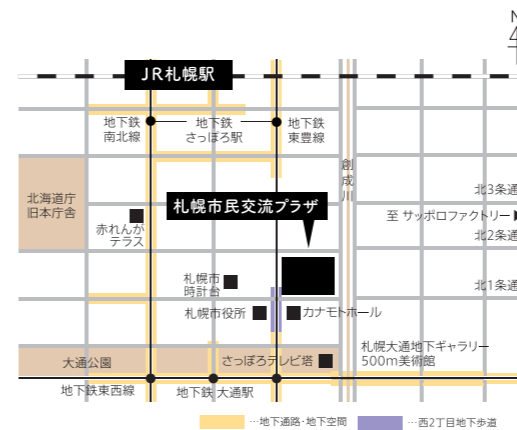 N
JR札幌駅
地下鉄
南北線
地下鉄
さっぽろ駅
地下鉄
東豊線
創成川
北海道庁
旧本庁舎
赤れんが
テラス
札幌市民交流プラザ
北3条通
至 サッポロファクトリー
北2条通
札幌市
時計台
北1条通
札幌市役所
カナモトホール
札幌大通地下ギャラリー
500m美術館
大通公園
さっぽろテレビ塔
地下鉄東西線
地下鉄 大通駅
…地下通路・地下空間
…西2丁目地下歩道